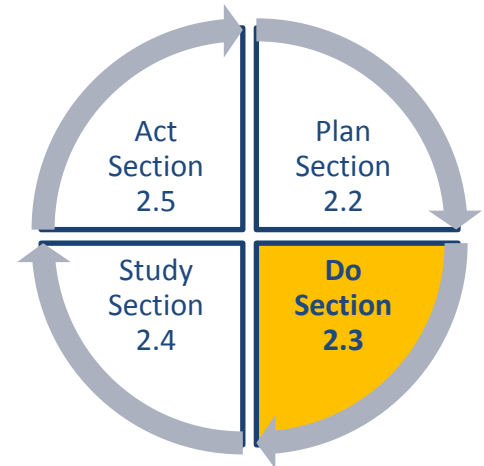 Act
Section
2.5
Plan
Section
2.2
Study
Section
2.4
Do
Section
2.3